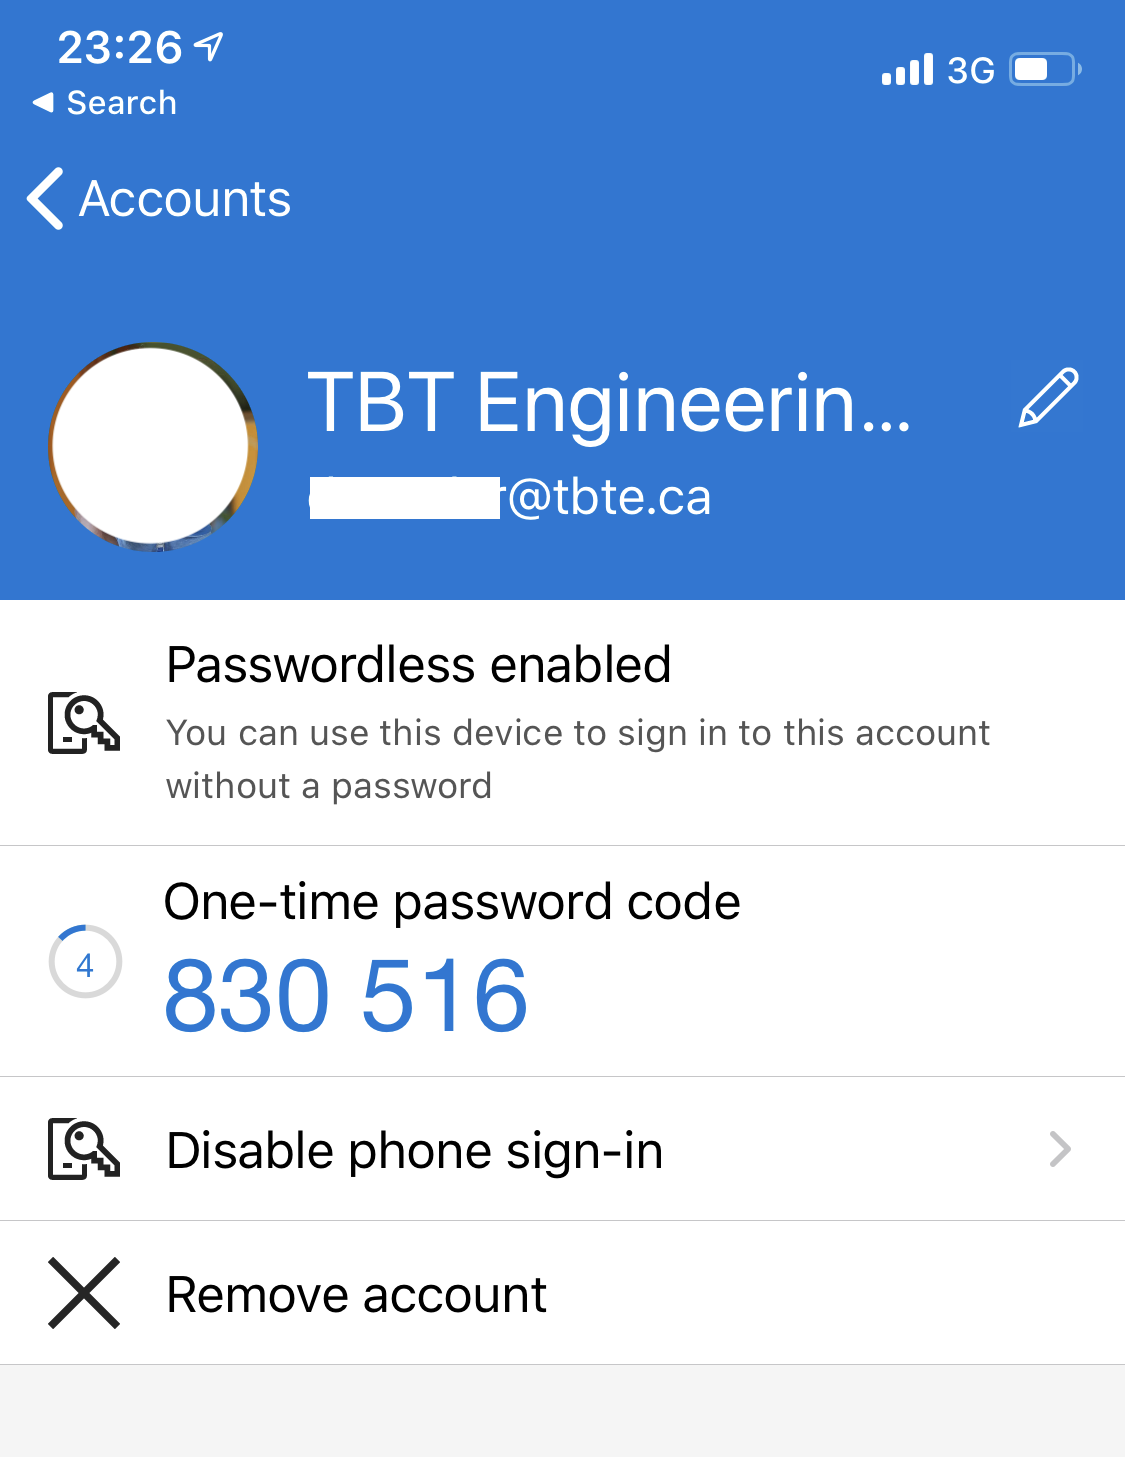 23:26
3G
Search
Accounts
TBT Engineerin...
r@tbte.ca
Passwordless enabled
You can use this device to sign in to this account
without a password
One-time password code
4
830 516
Disable phone sign-in
Remove account